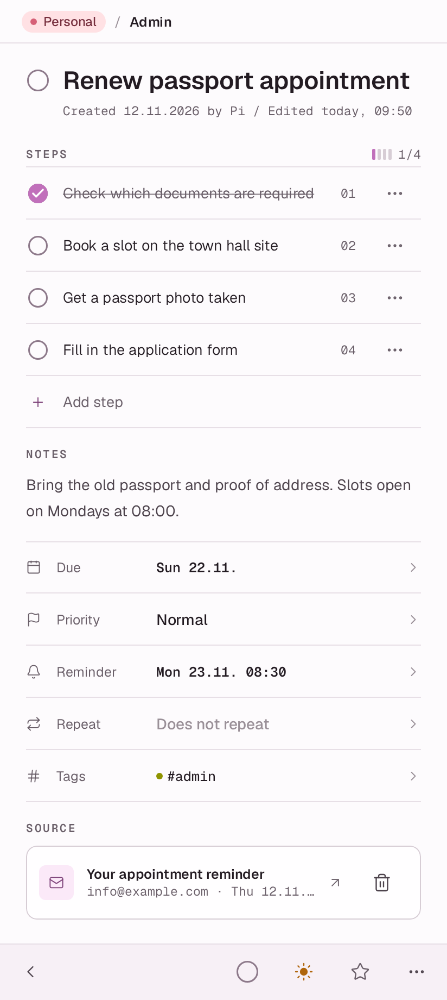 Personal / Admin
Renew passport appointment
Created 12.11.2026 by Pi / Edited today, 09:50
STEPS 1/4
Check which documents are required 01
Book a slot on the town hall site 02
Get a passport photo taken 03
Fill in the application form 04
+ Add step
NOTES
Bring the old passport and proof of address. Slots open
on Mondays at 08:00.
Due Sun 22.11.
Priority Normal
Reminder Mon 23.11. 08:30
Repeat Does not repeat
Tags #admin
SOURCE
Your appointment reminder
info@example.com · Thu 12.11.…